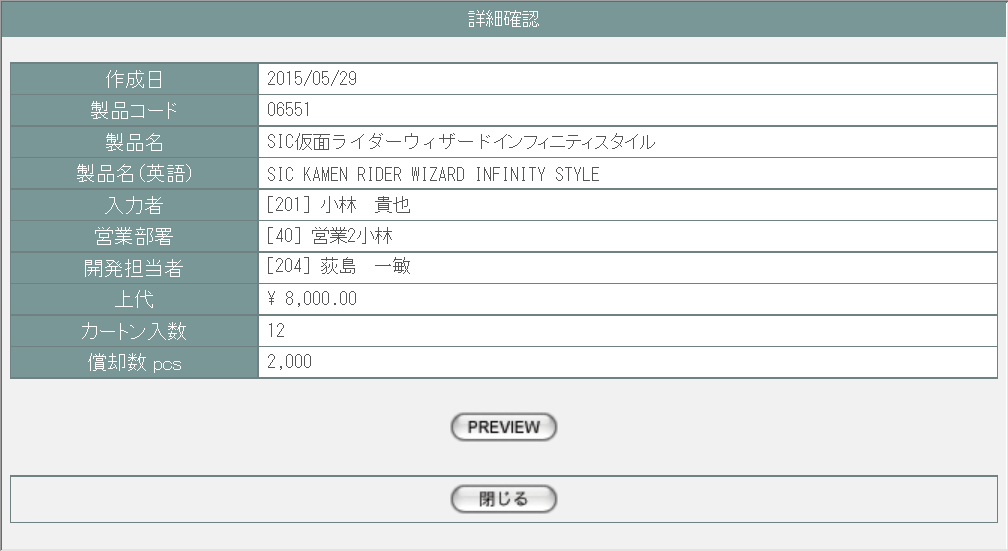 詳細確認
作成日 2015/05/29
製品コード 06551
製品名 SIC仮面ライダーウィザードインフィニティスタイル
製品名(英語) SIC KAMEN RIDER WIZARD INFINITY STYLE
入力者 [201] 小林　貴也
営業部署 [40] 営業2小林
開発担当者 [204] 荻島　一敏
上代 ¥ 8,000.00
カートン入数 12
償却数 pcs 2,000
PREVIEW
閉じる